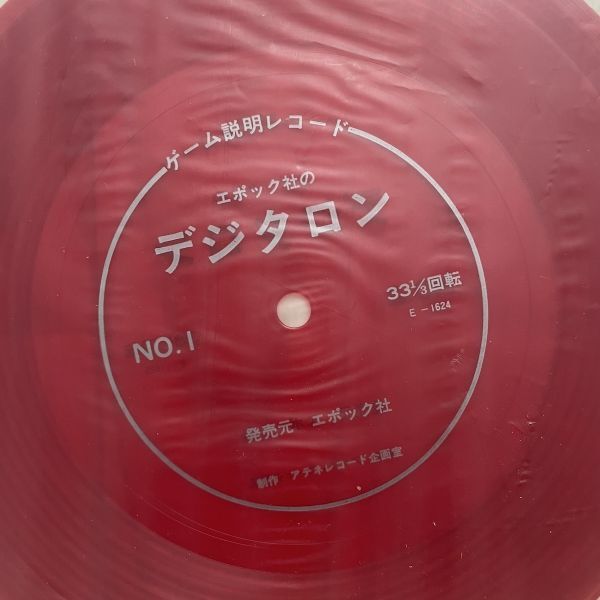 ゲーム説明レコード
エポック社の
デジタロン
33⅓回転
E-1624
NO.1
発売元 エポック社
制作 アテネレコード企画室